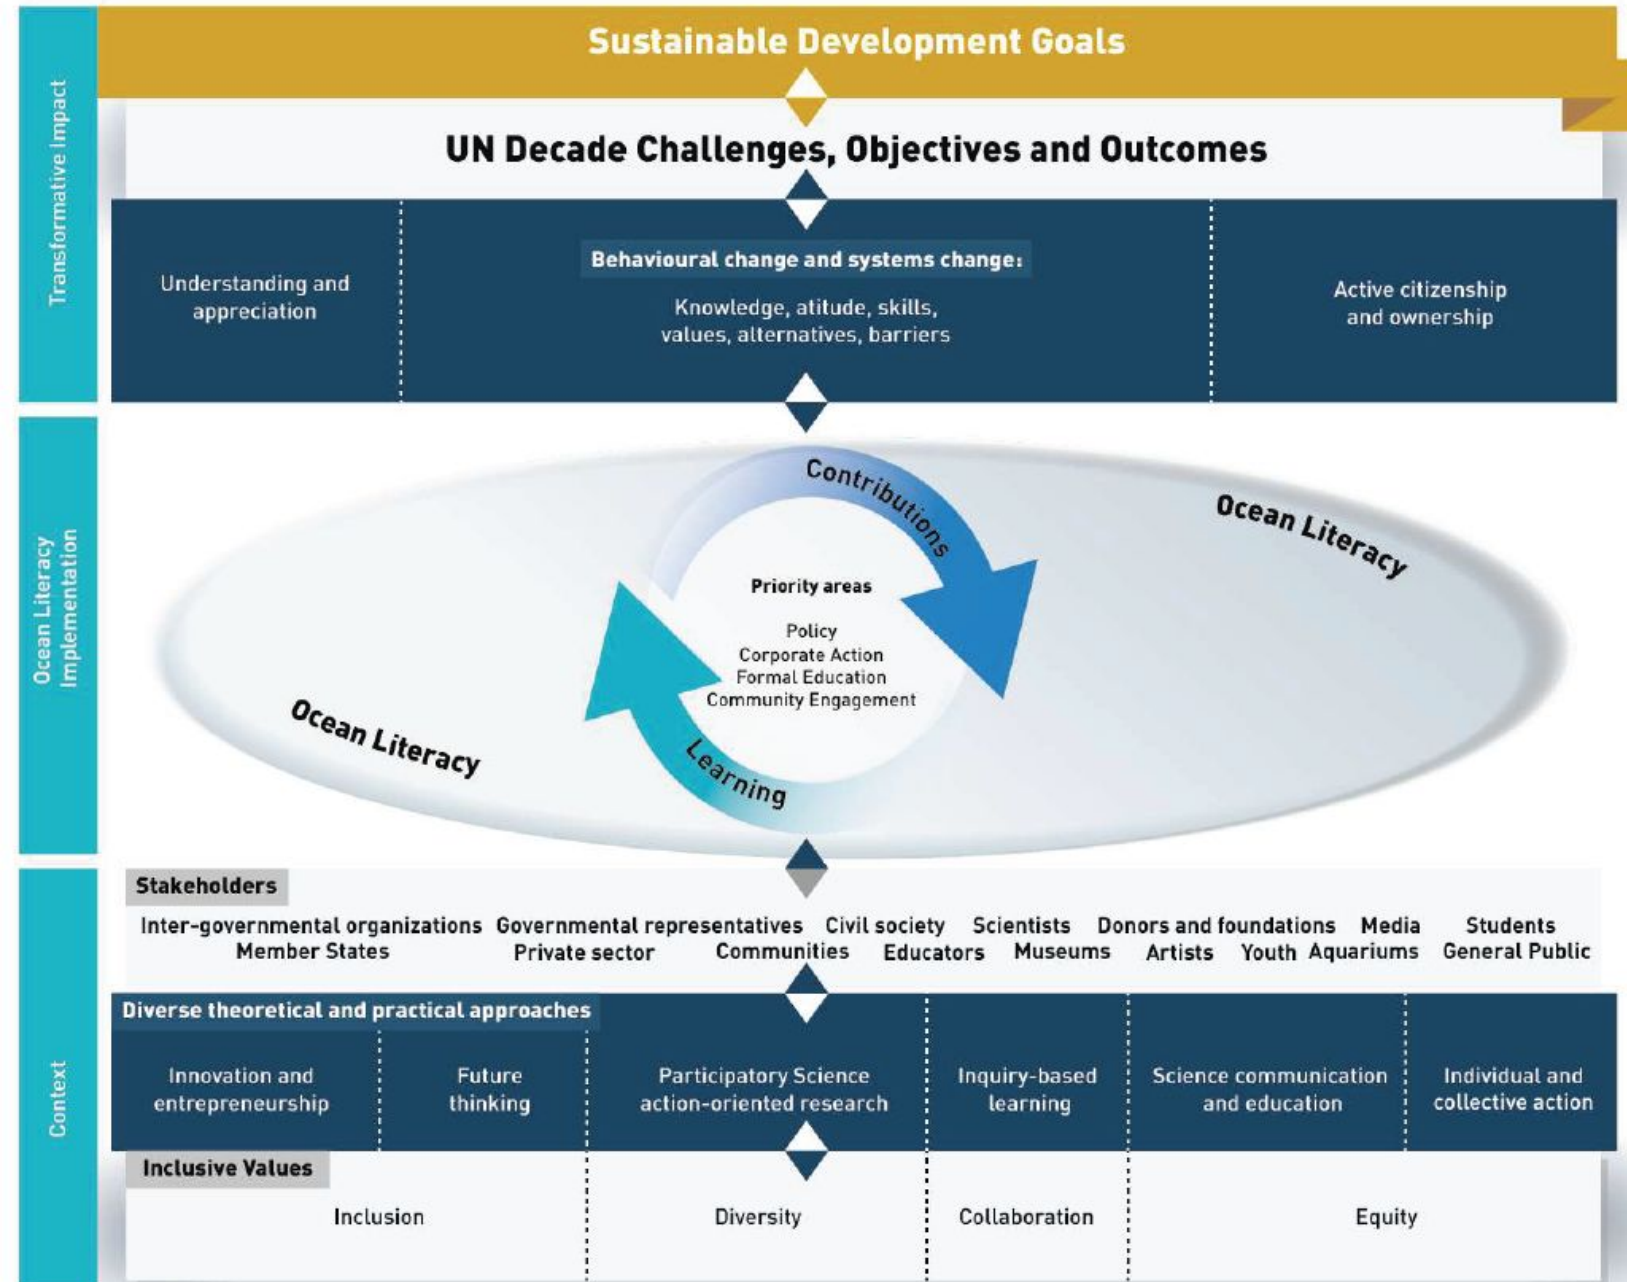 Sustainable Development Goals
Transformative Impact
UN Decade Challenges, Objectives and Outcomes
Understanding and
appreciation
Behavioural change and systems change:
Knowledge, atitude, skills,
values, alternatives, barriers
Active citizenship
and ownership
Ocean Literacy
Implementation
Contributions
Ocean Literacy
Priority areas
Policy
Corporate Action
Formal Education
Community Engagement
Ocean Literacy
Learning
Context
Stakeholders
Inter-governmental organizations Governmental representatives Civil society Scientists Donors and foundations Media Students
Member States Private sector Communities Educators Museums Artists Youth Aquariums General Public
Diverse theoretical and practical approaches
Innovation and
entrepreneurship
Future
thinking
Participatory Science
action-oriented research
Inquiry-based
learning
Science communication
and education
Individual and
collective action
Inclusive Values
Inclusion
Diversity
Collaboration
Equity